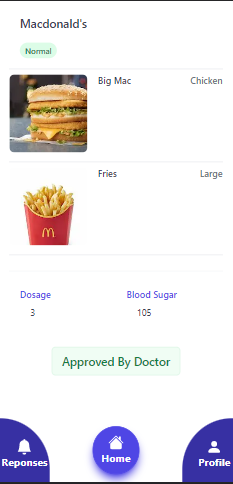 Macdonald's
Normal
Big Mac Chicken
Fries Large
Dosage Blood Sugar
3 105
Approved By Doctor
Reponses Home Profile